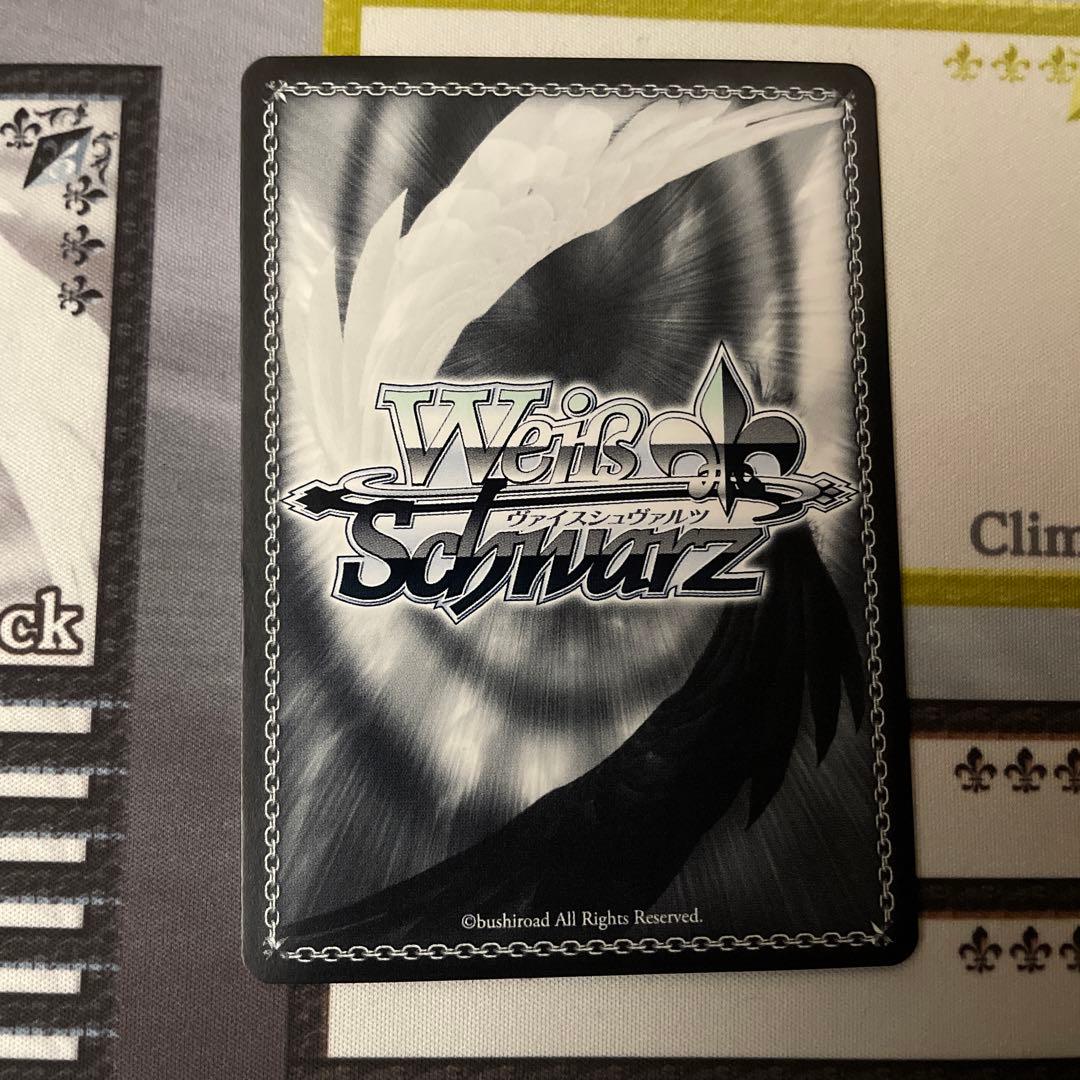 Weiß
ヴァイスシュヴァルツ
Schwarz
©bushiroad All Rights Reserved.
Clim
ck